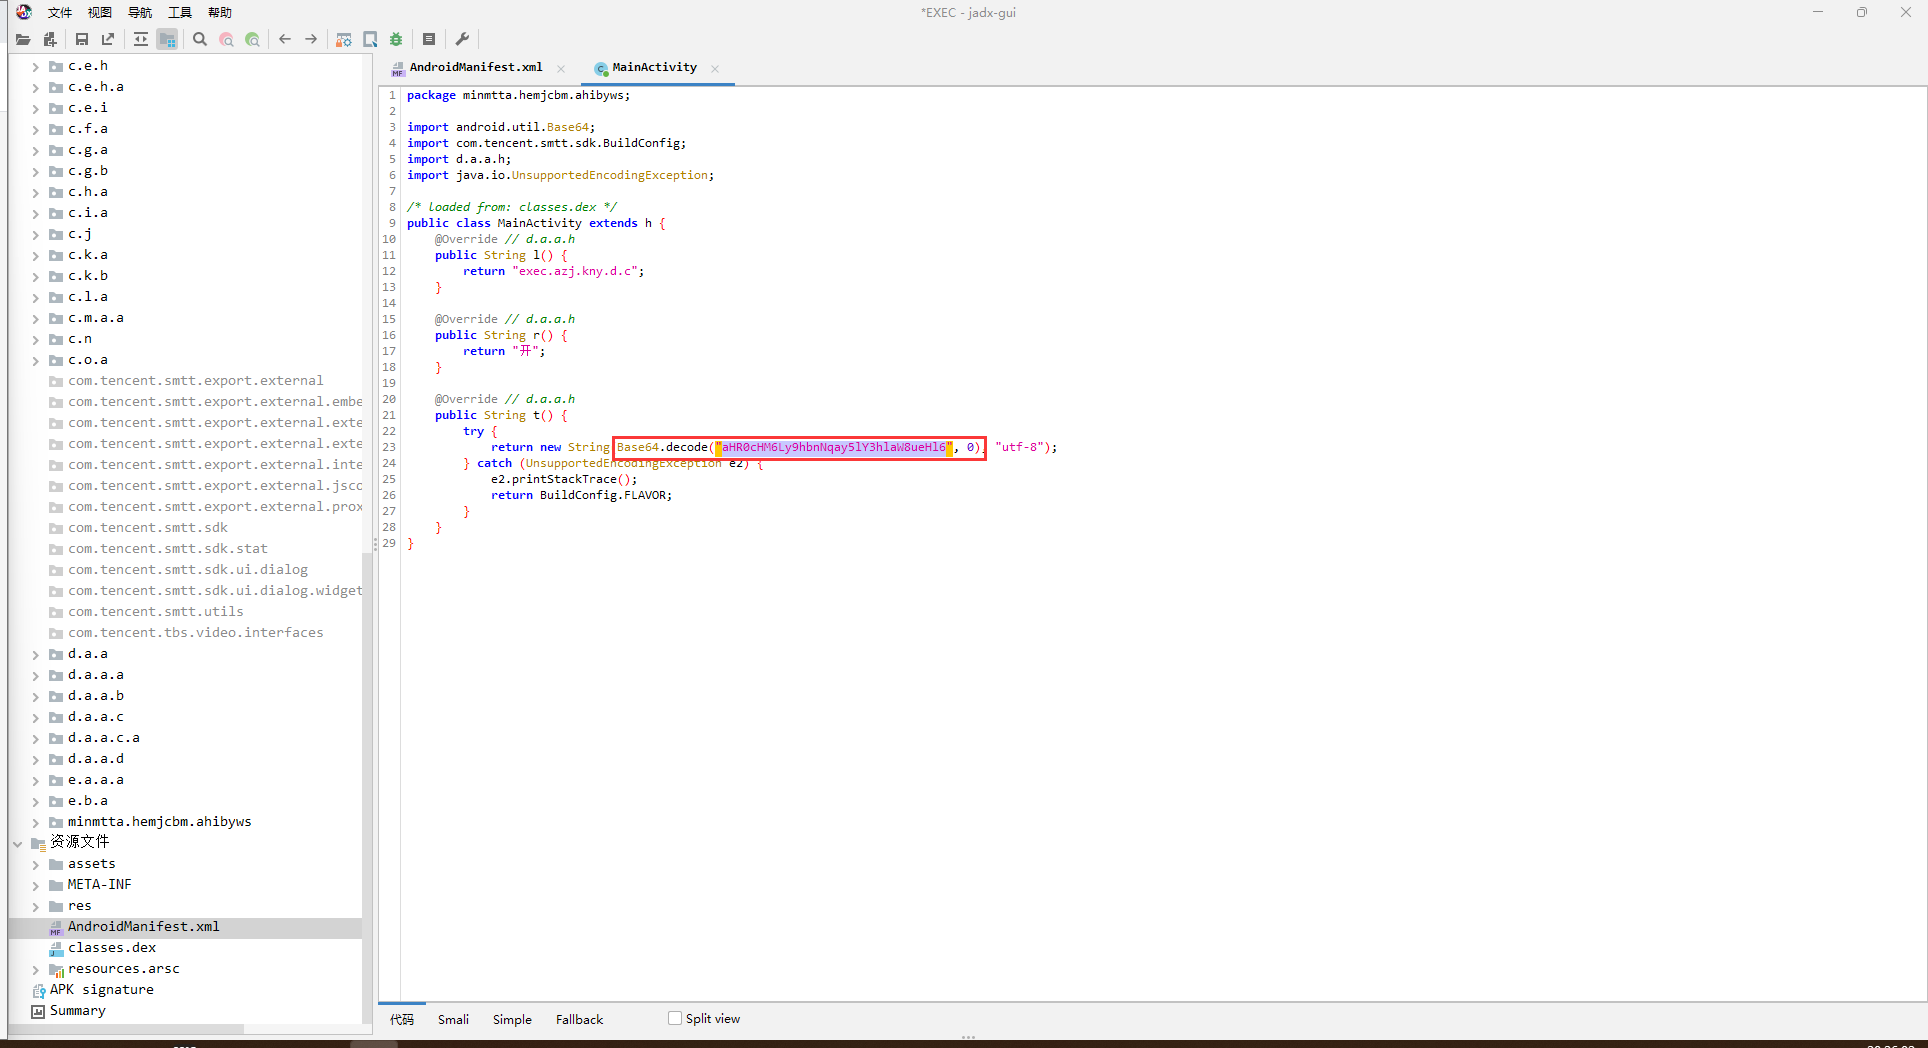 文件 视图 导航 工具 帮助
*EXEC - jadx-gui
c.e.h
c.e.h.a
c.e.i
c.f.a
c.g.a
c.g.b
c.h.a
c.i.a
c.j
c.k.a
c.k.b
c.l.a
c.m.a.a
c.n
c.o.a
com.tencent.smtt.export.external
com.tencent.smtt.export.external.embe
com.tencent.smtt.export.external.exte
com.tencent.smtt.export.external.exte
com.tencent.smtt.export.external.inte
com.tencent.smtt.export.external.jsco
com.tencent.smtt.export.external.prox
com.tencent.smtt.sdk
com.tencent.smtt.sdk.stat
com.tencent.smtt.sdk.ui.dialog
com.tencent.smtt.sdk.ui.dialog.widget
com.tencent.smtt.utils
com.tencent.tbs.video.interfaces
d.a.a
d.a.a.a
d.a.a.b
d.a.a.c
d.a.a.c.a
d.a.a.d
e.a.a.a
e.b.a
minmtta.hemjcbm.ahibyws
资源文件
assets
META-INF
res
AndroidManifest.xml
classes.dex
resources.arsc
APK signature
Summary
AndroidManifest.xml MainActivity
1 package minmtta.hemjcbm.ahibyws;
2
3 import android.util.Base64;
4 import com.tencent.smtt.sdk.BuildConfig;
5 import d.a.a.h;
6 import java.io.UnsupportedEncodingException;
7
8 /* loaded from: classes.dex */
9 public class MainActivity extends h {
10 @Override // d.a.a.h
11 public String l() {
12 return "exec.azj.kny.d.c";
13 }
14
15 @Override // d.a.a.h
16 public String r() {
17 return "开";
18 }
19
20 @Override // d.a.a.h
21 public String t() {
22 try {
23 return new String Base64.decode("aHR0cHM6Ly9hbnNqay5lY3hlaW8ueHl6", 0) "utf-8");
24 } catch (UnsupportedEncodingException e2) {
25 e2.printStackTrace();
26 return BuildConfig.FLAVOR;
27 }
28 }
29 }
代码 Smali Simple Fallback Split view